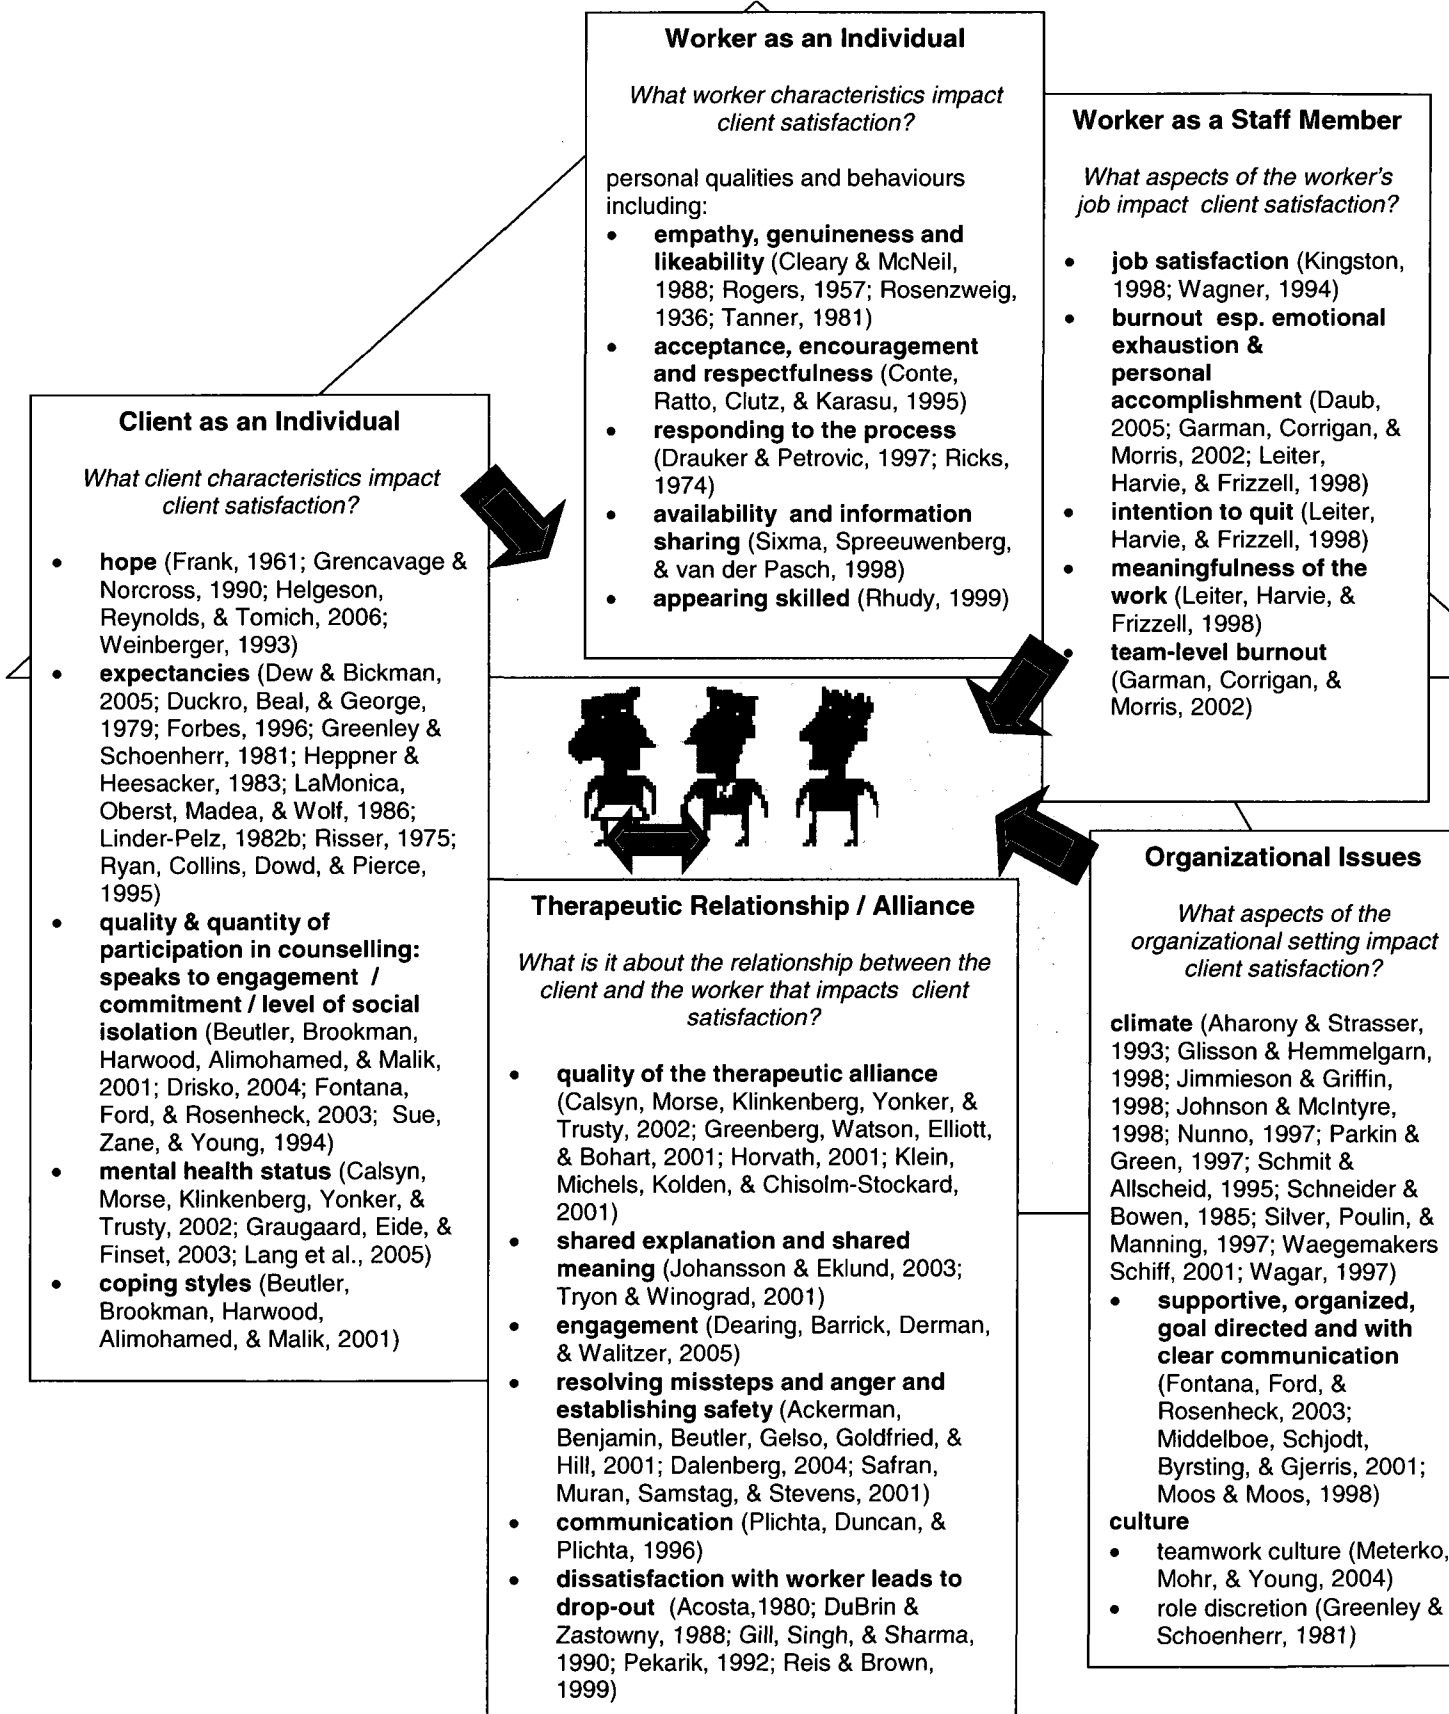 Worker as an Individual
What worker characteristics impact
client satisfaction?
personal qualities and behaviours
including:
• empathy, genuineness and
likeability (Cleary & McNeil,
1988; Rogers, 1957; Rosenzweig,
1936; Tanner, 1981)
• acceptance, encouragement
and respectfulness (Conte,
Ratto, Clutz, & Karasu, 1995)
• responding to the process
(Drauker & Petrovic, 1997; Ricks,
1974)
• availability and information
sharing (Sixma, Spreeuwenberg,
& van der Pasch, 1998)
• appearing skilled (Rhudy, 1999)
Worker as a Staff Member
What aspects of the worker's
job impact client satisfaction?
• job satisfaction (Kingston,
1998; Wagner, 1994)
• burnout esp. emotional
exhaustion &
personal
accomplishment (Daub,
2005; Garman, Corrigan, &
Morris, 2002; Leiter,
Harvie, & Frizzell, 1998)
• intention to quit (Leiter,
Harvie, & Frizzell, 1998)
• meaningfulness of the
work (Leiter, Harvie, &
Frizzell, 1998)
• team-level burnout
(Garman, Corrigan, &
Morris, 2002)
Client as an Individual
What client characteristics impact
client satisfaction?
• hope (Frank, 1961; Grencavage &
Norcross, 1990; Helgeson,
Reynolds, & Tomich, 2006;
Weinberger, 1993)
• expectancies (Dew & Bickman,
2005; Duckro, Beal, & George,
1979; Forbes, 1996; Greenley &
Schoenherr, 1981; Heppner &
Heesacker, 1983; LaMonica,
Oberst, Madea, & Wolf, 1986;
Linder-Pelz, 1982b; Risser, 1975;
Ryan, Collins, Dowd, & Pierce,
1995)
• quality & quantity of
participation in counselling:
speaks to engagement /
commitment / level of social
isolation (Beutler, Brookman,
Harwood, Alimohamed, & Malik,
2001; Drisko, 2004; Fontana,
Ford, & Rosenheck, 2003; Sue,
Zane, & Young, 1994)
• mental health status (Calsyn,
Morse, Klinkenberg, Yonker, &
Trusty, 2002; Graugaard, Eide, &
Finset, 2003; Lang et al., 2005)
• coping styles (Beutler,
Brookman, Harwood,
Alimohamed, & Malik, 2001)
Therapeutic Relationship / Alliance
What is it about the relationship between the
client and the worker that impacts client
satisfaction?
• quality of the therapeutic alliance
(Calsyn, Morse, Klinkenberg, Yonker, &
Trusty, 2002; Greenberg, Watson, Elliott,
& Bohart, 2001; Horvath, 2001; Klein,
Michels, Kolden, & Chisolm-Stockard,
2001)
• shared explanation and shared
meaning (Johansson & Eklund, 2003;
Tryon & Winograd, 2001)
• engagement (Dearing, Barrick, Derman,
& Walitzer, 2005)
• resolving missteps and anger and
establishing safety (Ackerman,
Benjamin, Beutler, Gelso, Goldfried, &
Hill, 2001; Dalenberg, 2004; Safran,
Muran, Samstag, & Stevens, 2001)
• communication (Plichta, Duncan, &
Plichta, 1996)
• dissatisfaction with worker leads to
drop-out (Acosta,1980; DuBrin &
Zastowny, 1988; Gill, Singh, & Sharma,
1990; Pekarik, 1992; Reis & Brown,
1999)
Organizational Issues
What aspects of the
organizational setting impact
client satisfaction?
climate (Aharony & Strasser,
1993; Glisson & Hemmelgarn,
1998; Jimmieson & Griffin,
1998; Johnson & McIntyre,
1998; Nunno, 1997; Parkin &
Green, 1997; Schmit &
Allscheid, 1995; Schneider &
Bowen, 1985; Silver, Poulin, &
Manning, 1997; Waegemakers
Schiff, 2001; Wagar, 1997)
• supportive, organized,
goal directed and with
clear communication
(Fontana, Ford, &
Rosenheck, 2003;
Middelboe, Schjodt,
Byrsting, & Gjerris, 2001;
Moos & Moos, 1998)
culture
• teamwork culture (Meterko,
Mohr, & Young, 2004)
• role discretion (Greenley &
Schoenherr, 1981)